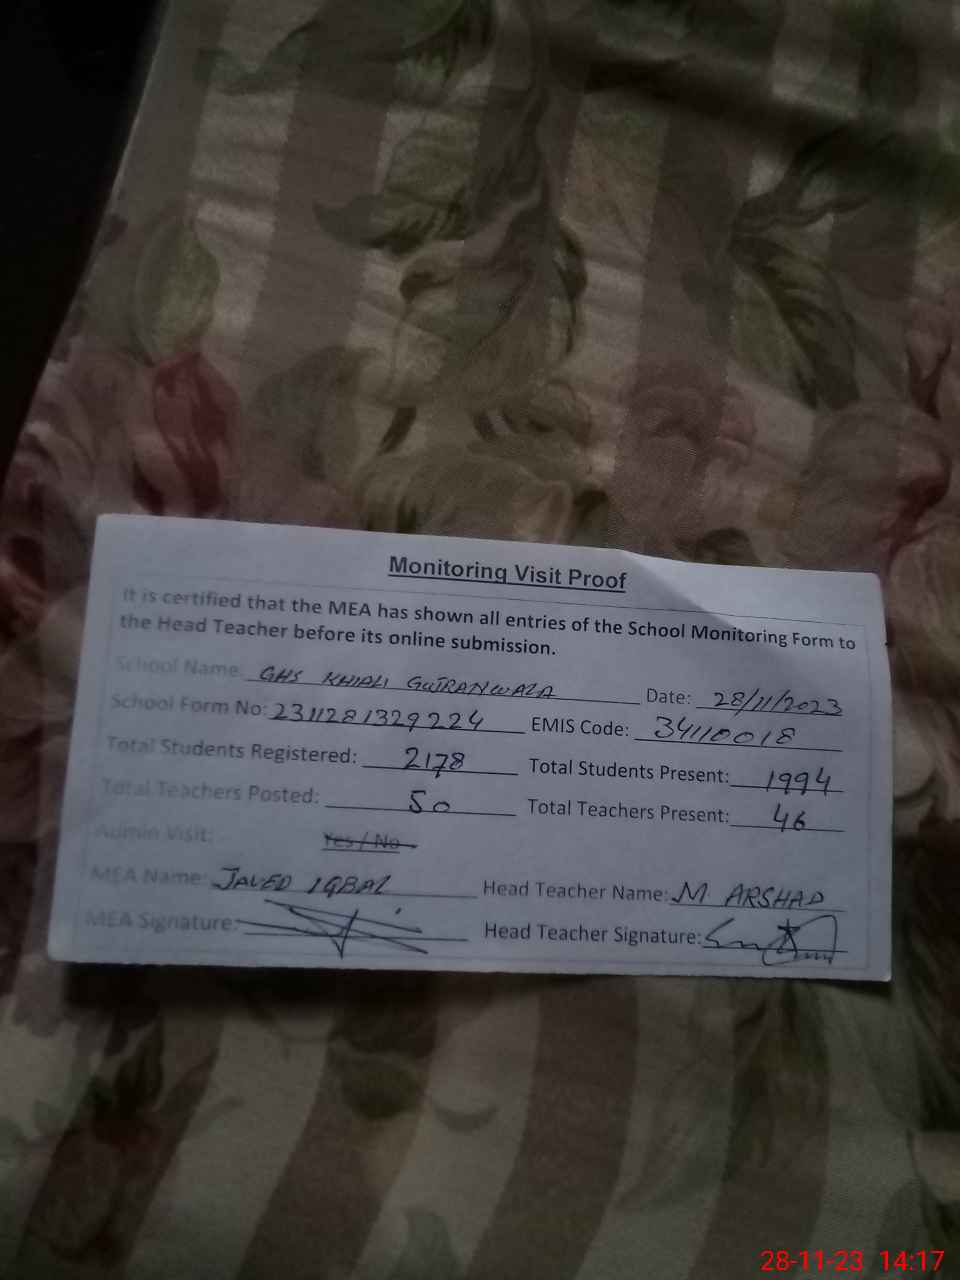 Monitoring Visit Proof
It is certified that the MEA has shown all entries of the School Monitoring Form to
the Head Teacher before its online submission.
School Name: GHS KHIALI GUJRANWALA Date: 28/11/2023
School Form No: 2311281329224 EMIS Code: 34110018
Total Students Registered: 2178 Total Students Present: 1994
Total Teachers Posted: 50 Total Teachers Present: 46
Admin Visit: Yes / No
MEA Name: JAVED IQBAL Head Teacher Name: M. ARSHAD
MEA Signature: Head Teacher Signature:
28-11-23 14:17